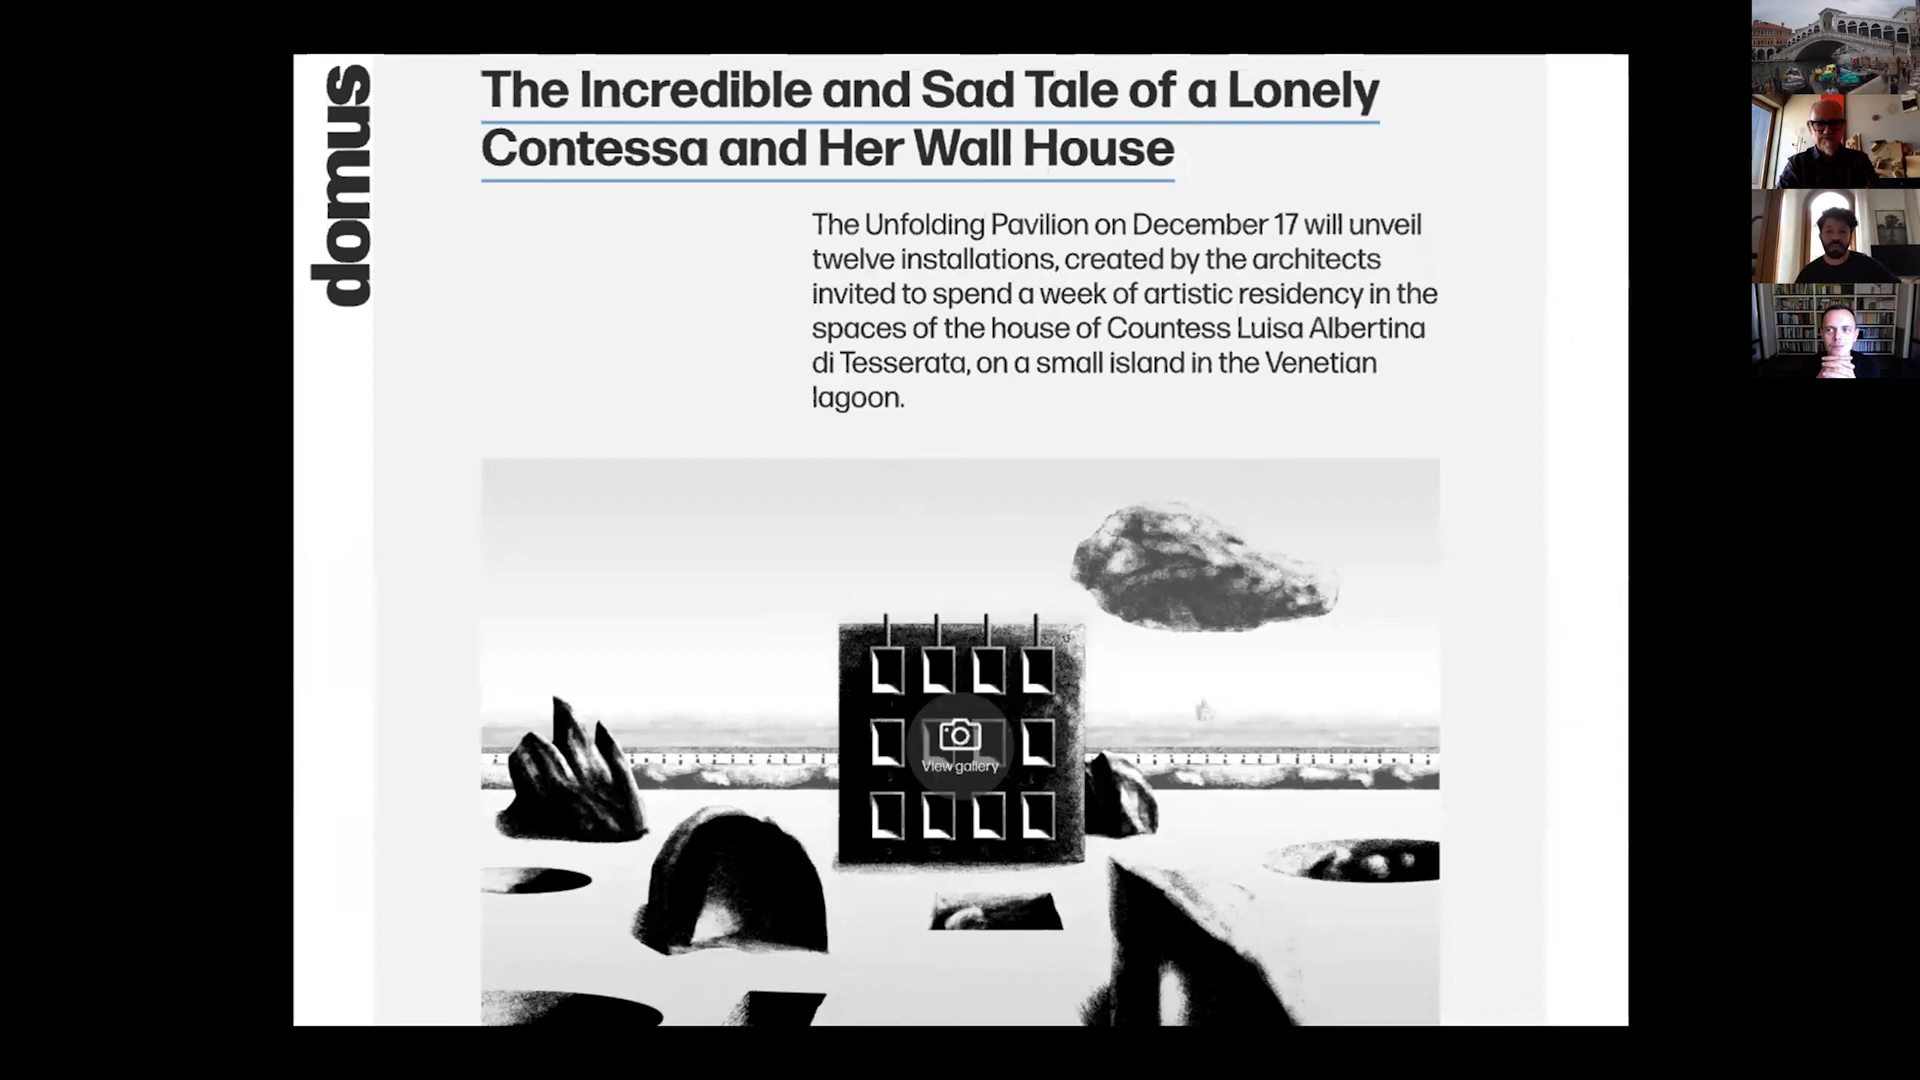 domus
The Incredible and Sad Tale of a Lonely
Contessa and Her Wall House
The Unfolding Pavilion on December 17 will unveil
twelve installations, created by the architects
invited to spend a week of artistic residency in the
spaces of the house of Countess Luisa Albertina
di Tesserata, on a small island in the Venetian
lagoon.
View gallery